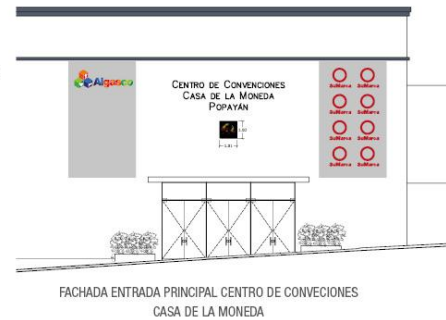 Algasco
CENTRO DE CONVENCIONES
CASA DE LA MONEDA
POPAYÁN
SuMarca SuMarca
SuMarca SuMarca
SuMarca SuMarca
SuMarca SuMarca
FACHADA ENTRADA PRINCIPAL CENTRO DE CONVECIONES
CASA DE LA MONEDA